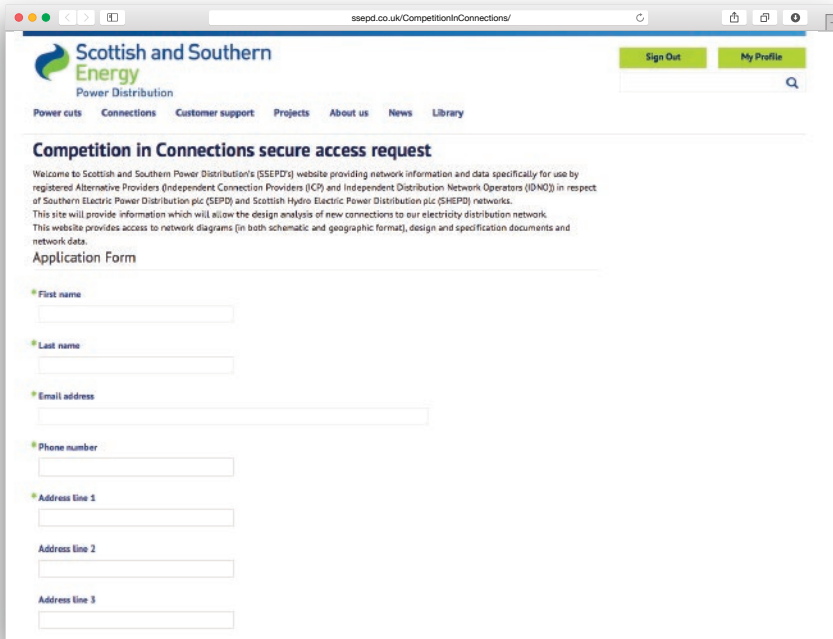 ssepd.co.uk/CompetitionInConnections/
Scottish and Southern
Energy
Power Distribution
Sign Out
My Profile
Power cuts Connections Customer support Projects About us News Library
Competition in Connections secure access request
Welcome to Scottish and Southern Power Distribution's (SSEPD's) website providing network information and data specifically for use by
registered Alternative Providers (Independent Connection Providers (ICP) and Independent Distribution Network Operators (IDNO)) in respect
of Southern Electric Power Distribution plc (SEPD) and Scottish Hydro Electric Power Distribution plc (SHEPD) networks.
This site will provide information which will allow the design analysis of new connections to our electricity distribution network.
This website provides access to network diagrams (in both schematic and geographic format), design and specification documents and
network data.
Application Form
* First name
* Last name
* Email address
* Phone number
* Address line 1
Address line 2
Address line 3